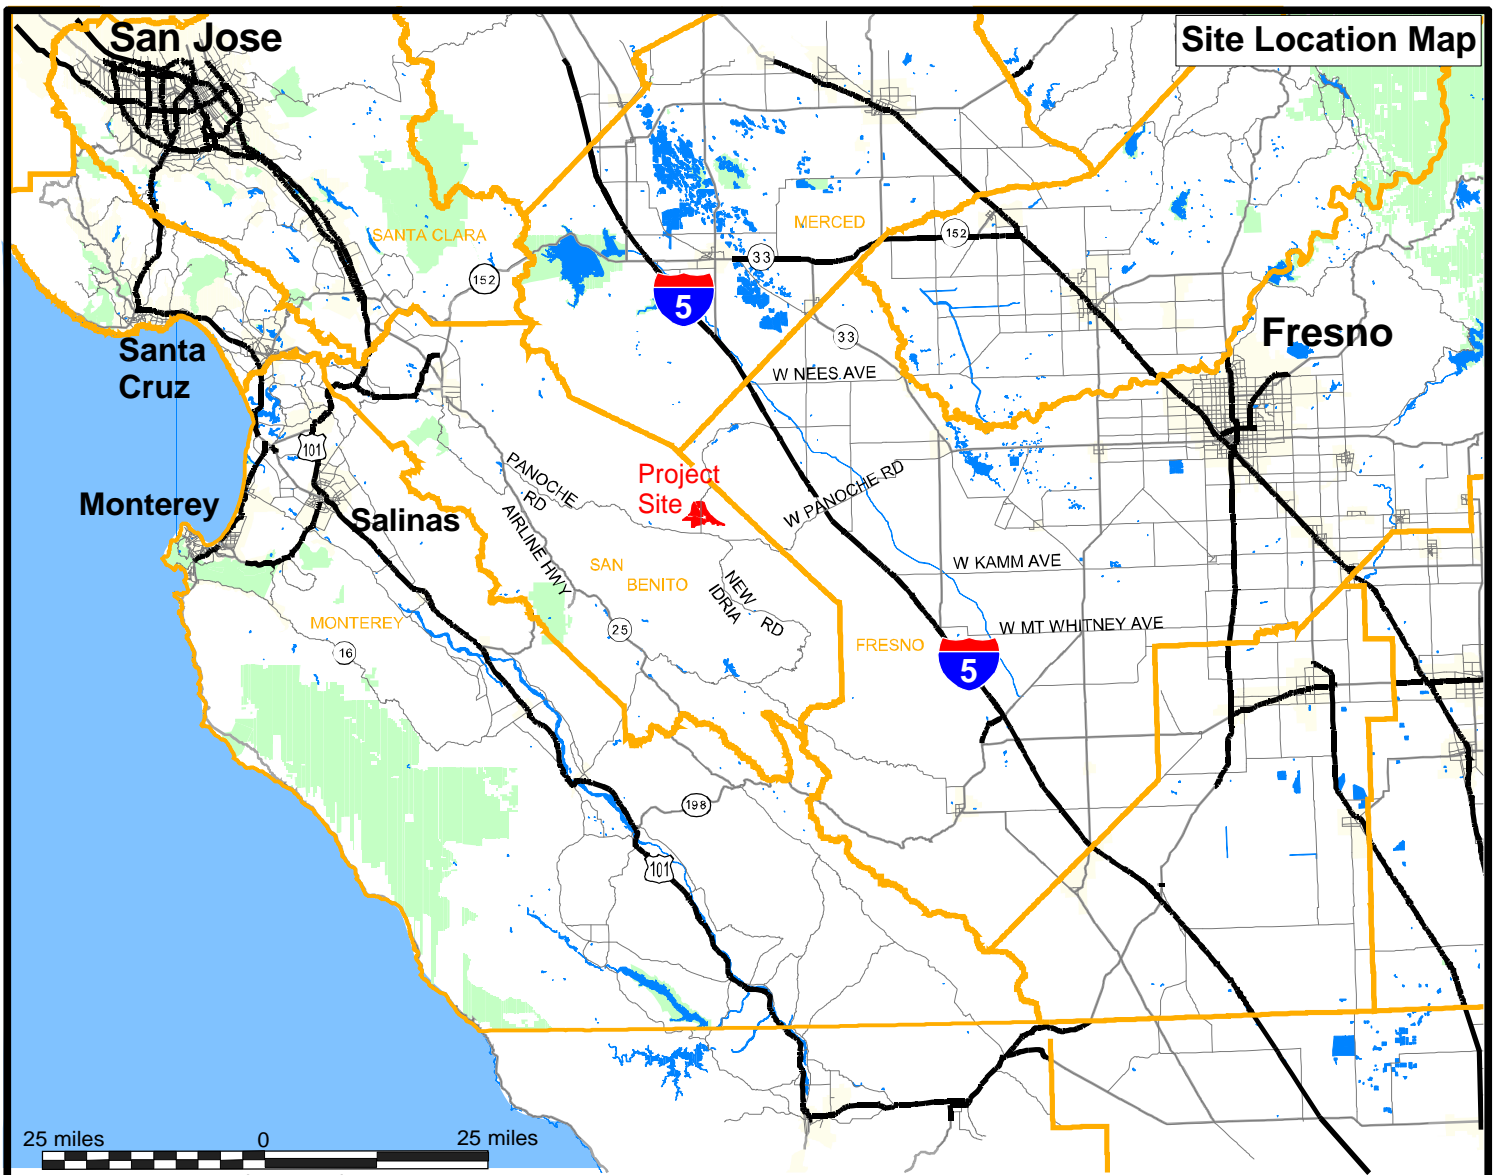 San Jose
Site Location Map
SANTA CLARA
MERCED
152
33
152
5
33
Santa
Cruz
Fresno
W NEES AVE
101
PANOCHE
RD
Project
Site
W PANOCHE RD
Monterey
Salinas
AIRLINE HWY
SAN
BENITO
NEW
IDRIA
RD
W KAMM AVE
MONTEREY
16
25
FRESNO
W MT WHITNEY AVE
5
198
101
25 miles
0
25 miles